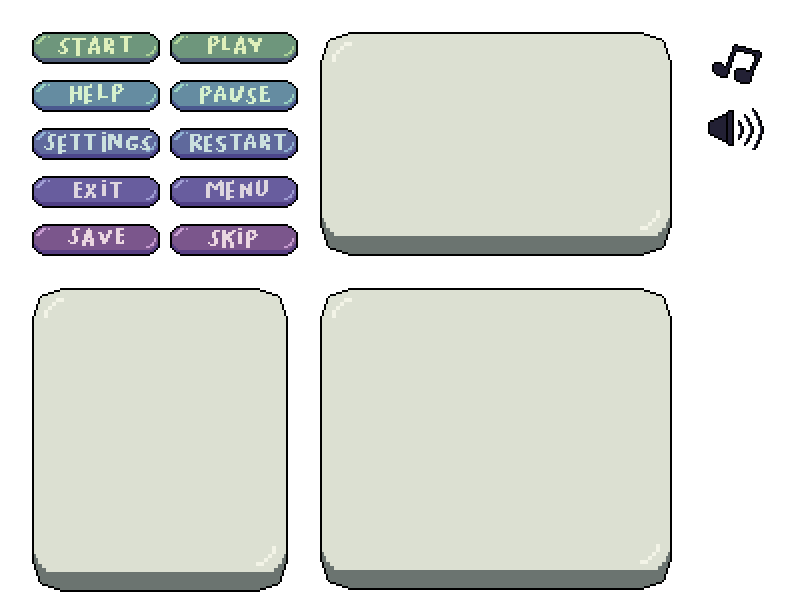 START PLAY
HELP PAUSE
SETTiNGS RESTART
EXiT MENU
SAVE SKiP